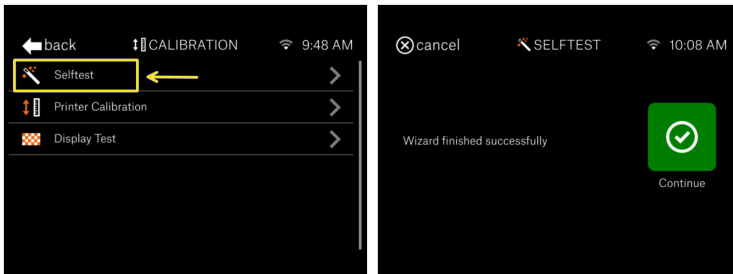 back CALIBRATION 9:48 AM
Selftest
Printer Calibration
Display Test
cancel SELFTEST 10:08 AM
Wizard finished successfully
Continue